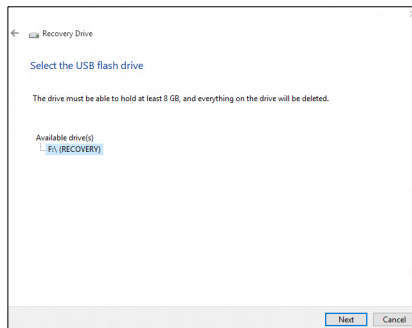 Recovery Drive
Select the USB flash drive
The drive must be able to hold at least 8 GB, and everything on the drive will be deleted.
Available drive(s)
F:\ (RECOVERY)
Next
Cancel